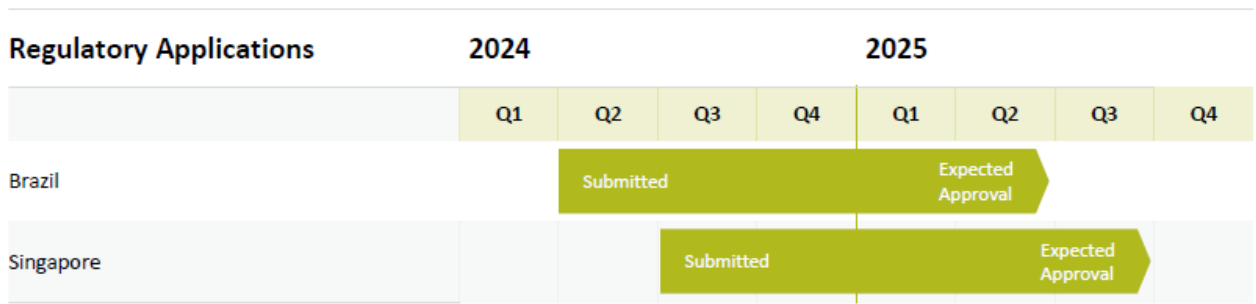 Regulatory Applications 2024 2025
Q1 Q2 Q3 Q4 Q1 Q2 Q3 Q4
Brazil Submitted Expected
Approval
Singapore Submitted Expected
Approval